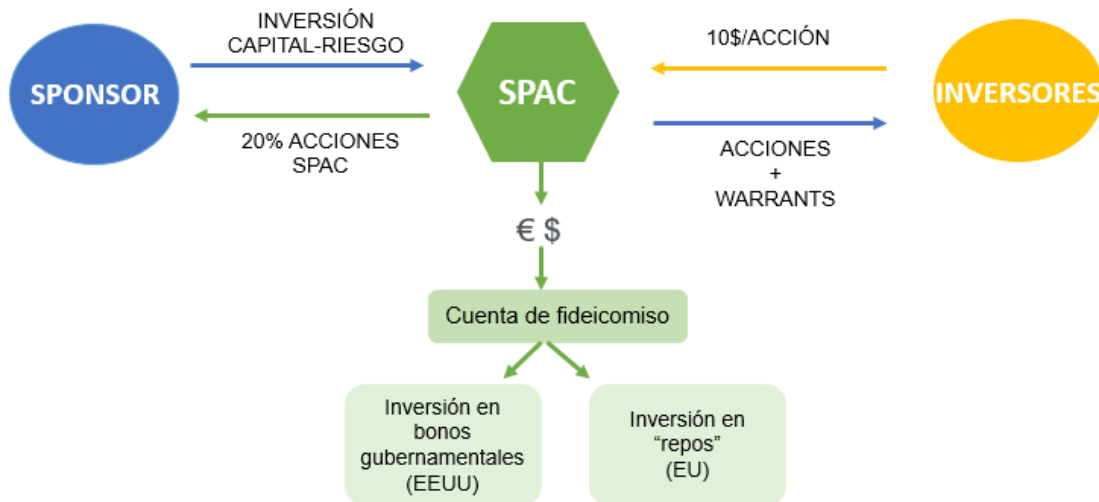 INVERSIÓN
CAPITAL-RIESGO
10$/ACCIÓN
SPONSOR
SPAC
INVERSORES
20% ACCIONES
SPAC
ACCIONES
+
WARRANTS
€ $
Cuenta de fideicomiso
Inversión en
bonos
gubernamentales
(EEUU)
Inversión en
“repos”
(EU)